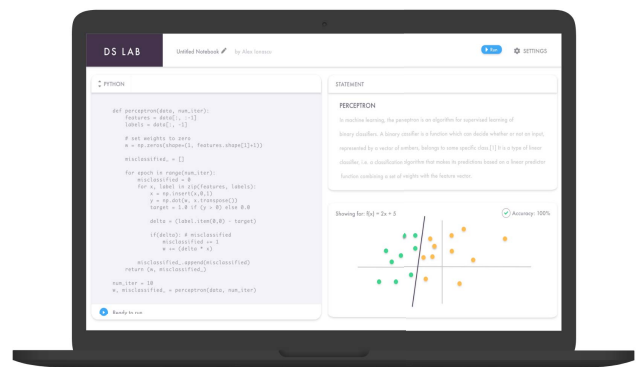 DS LAB
Untitled Notebook
by Alex Ionescu
Run
SETTINGS
PYTHON
def perceptron(data, num_iter):
features = data[:, :-1]
labels = data[:, -1]
# set weights to zero
w = np.zeros(shape=(1, features.shape[1]+1))
misclassified_ = []
for epoch in range(num_iter):
misclassified = 0
for x, label in zip(features, labels):
x = np.insert(x,0,1)
y = np.dot(w, x.transpose())
target = 1.0 if (y > 0) else 0.0
delta = (label.item(0,0) - target)
if(delta): # misclassified
misclassified += 1
w += (delta * x)
misclassified_.append(misclassified)
return (w, misclassified_)
num_iter = 10
w, misclassified_ = perceptron(data, num_iter)
Ready to run
STATEMENT
PERCEPTRON
In machine learning, the perceptron is an algorithm for supervised learning of
binary classifiers. A binary classifier is a function which can decide whether or not an input,
represented by a vector of numbers, belongs to some specific class.[1] It is a type of linear
classifier, i.e. a classification algorithm that makes its predictions based on a linear predictor
function combining a set of weights with the feature vector.
Showing for: f(x) = 2x + 5
Accuracy: 100%